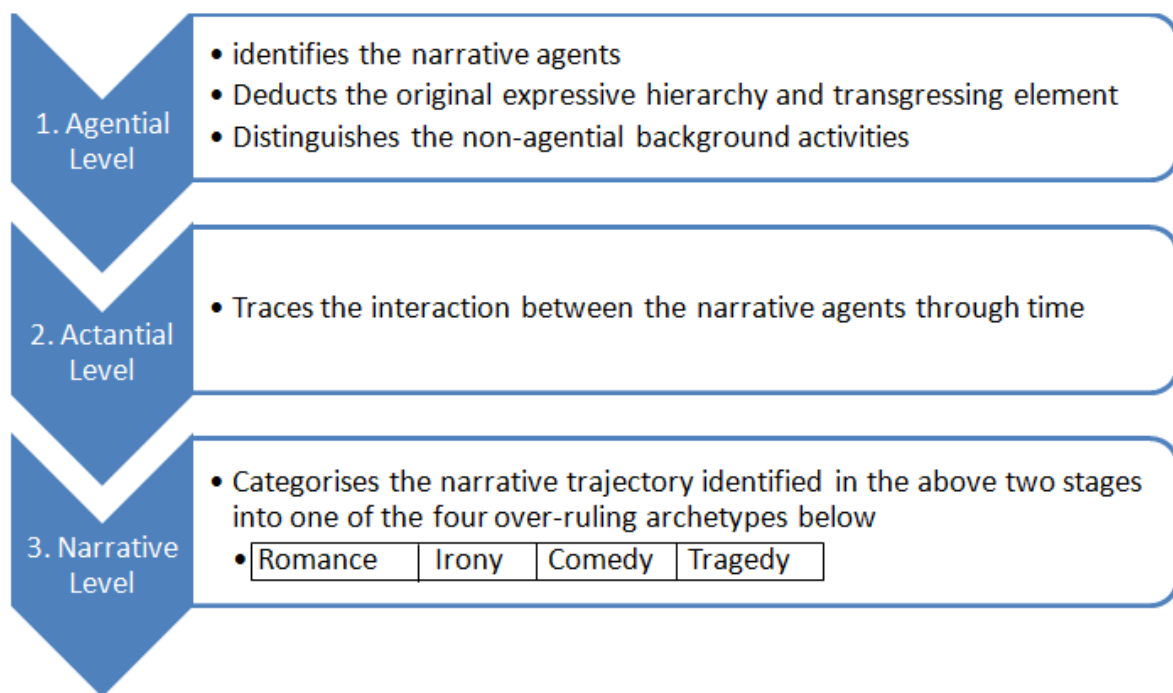 1. Agential
Level
• identifies the narrative agents
• Deducts the original expressive hierarchy and transgressing element
• Distinguishes the non-agential background activities
2. Actantial
Level
• Traces the interaction between the narrative agents through time
3. Narrative
Level
• Categorises the narrative trajectory identified in the above two stages
into one of the four over-ruling archetypes below
• Romance Irony Comedy Tragedy